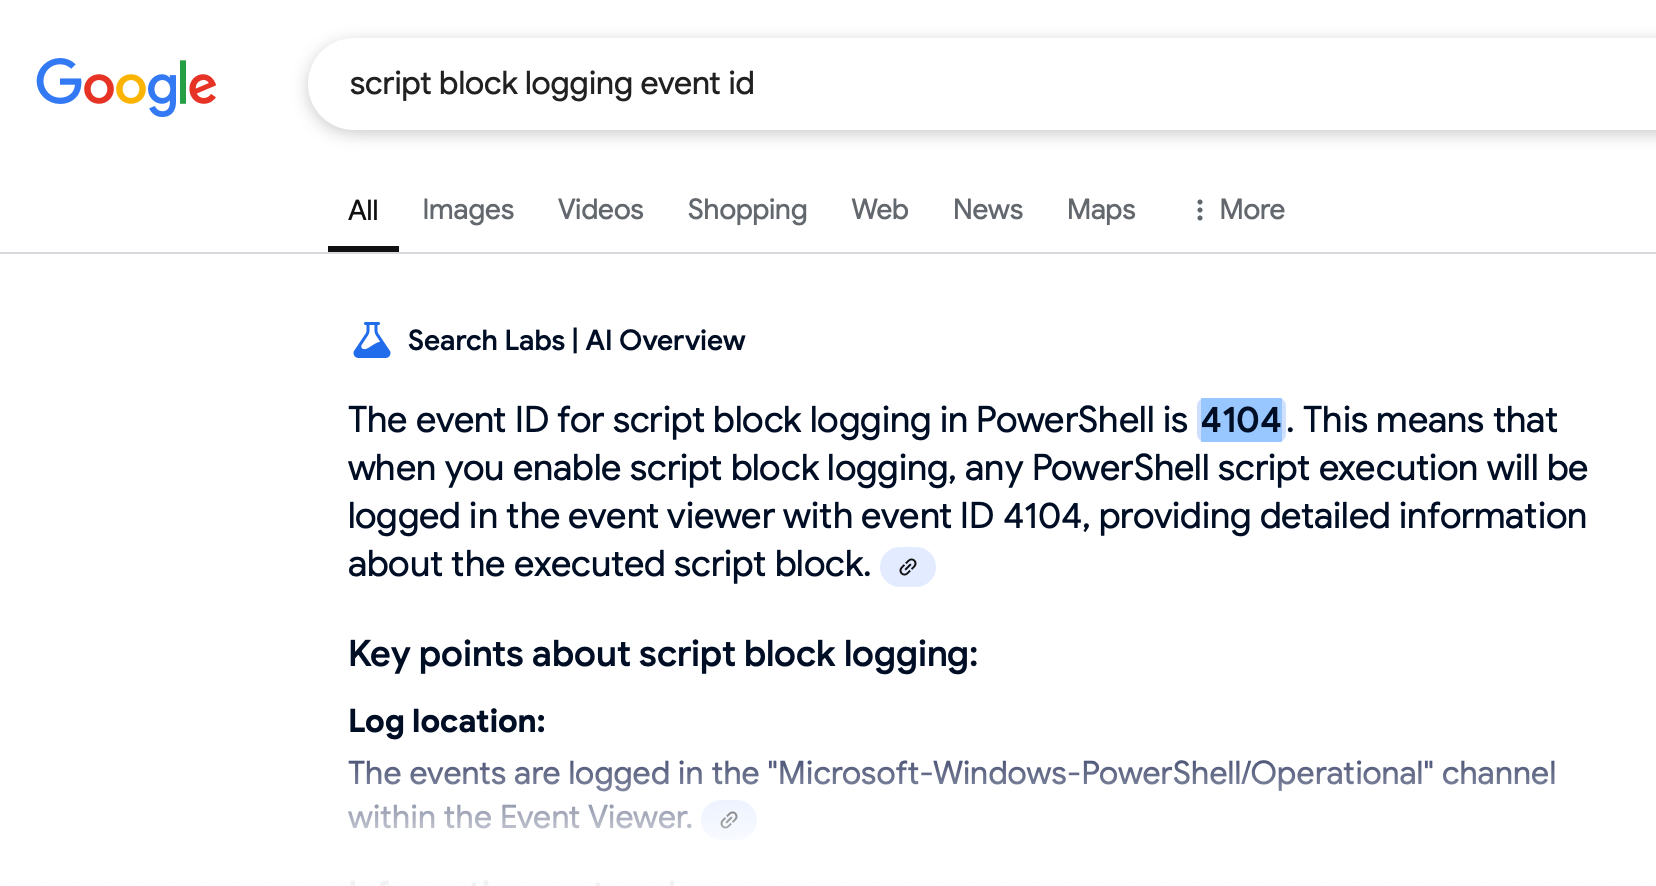 Google
script block logging event id
All Images Videos Shopping Web News Maps More
Search Labs | AI Overview
The event ID for script block logging in PowerShell is 4104. This means that
when you enable script block logging, any PowerShell script execution will be
logged in the event viewer with event ID 4104, providing detailed information
about the executed script block.
Key points about script block logging:
Log location:
The events are logged in the "Microsoft-Windows-PowerShell/Operational" channel
within the Event Viewer.